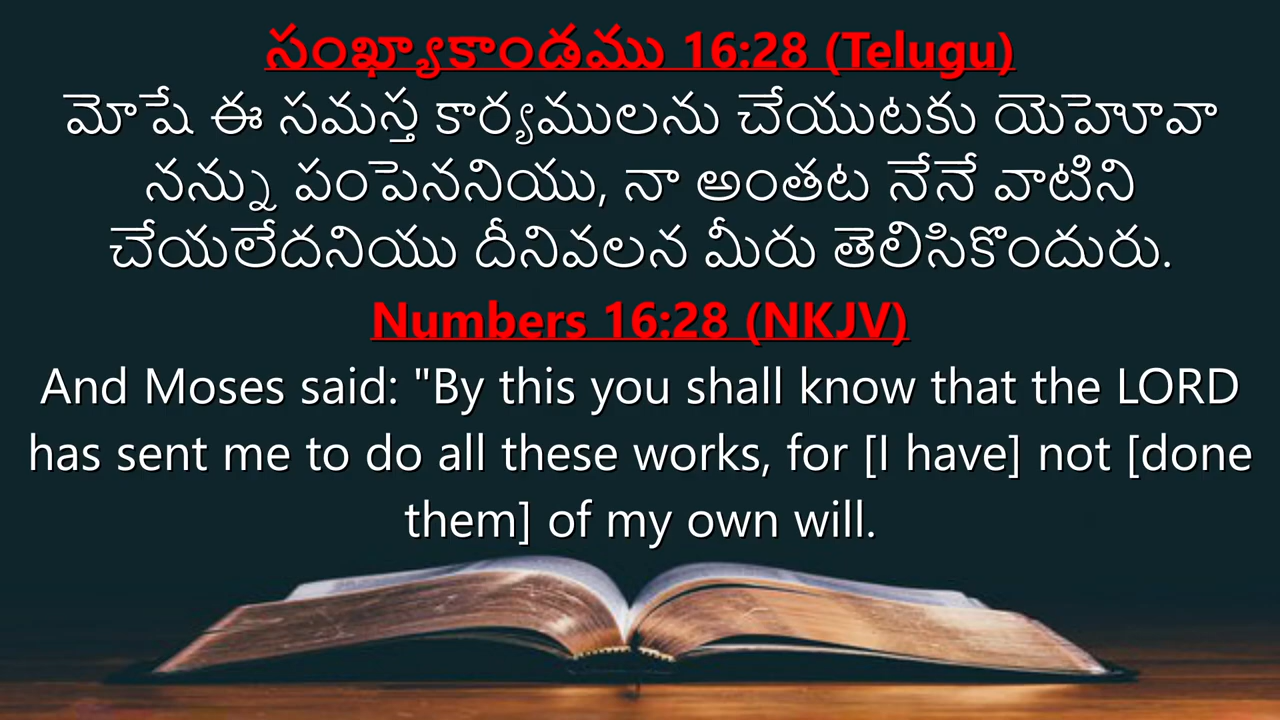 సంఖ్యాకాండము 16:28 (Telugu)
మోషే ఈ సమస్త కార్యములను చేయుటకు యెహెూవా
నన్ను పంపెననియు, నా అంతట నేనే వాటిని
చేయలేదనియు దీనివలన మీరు తెలిసికొందురు.
Numbers 16:28 (NKJV)
And Moses said: "By this you shall know that the LORD
has sent me to do all these works, for [I have] not [done
them] of my own will.